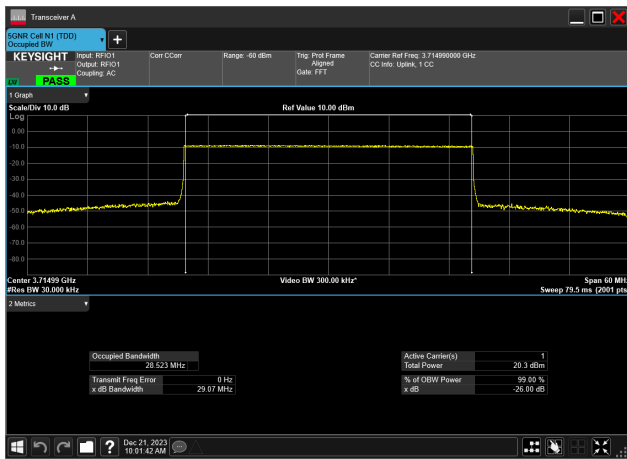 Transceiver A
5GNR Cell N1 (TDD)
Occupied BW
KEYSIGHT
Input: RFIO1
Output: RFIO1
Coupling: AC
Corr CCorr
Range: -60 dBm
Trig: Prot Frame
Aligned
Gate: FFT
Carrier Ref Freq: 3.714990000 GHz
CC Info: Uplink, 1 CC
PASS
1 Graph
Scale/Div 10.0 dB
Ref Value 10.00 dBm
Log
0.00
-10.0
-20.0
-30.0
-40.0
-50.0
-60.0
-70.0
-80.0
Center 3.71499 GHz
Video BW 300.00 kHz*
Span 60 MH
#Res BW 30.000 kHz
Sweep 79.5 ms (2001 pts
2 Metrics
Occupied Bandwidth
28.523 MHz
Transmit Freq Error 0 Hz
x dB Bandwidth 29.07 MHz
Active Carrier(s) 1
Total Power 20.3 dBm
% of OBW Power 99.00 %
x dB -26.00 dB
Dec 21, 2023
10:01:42 AM